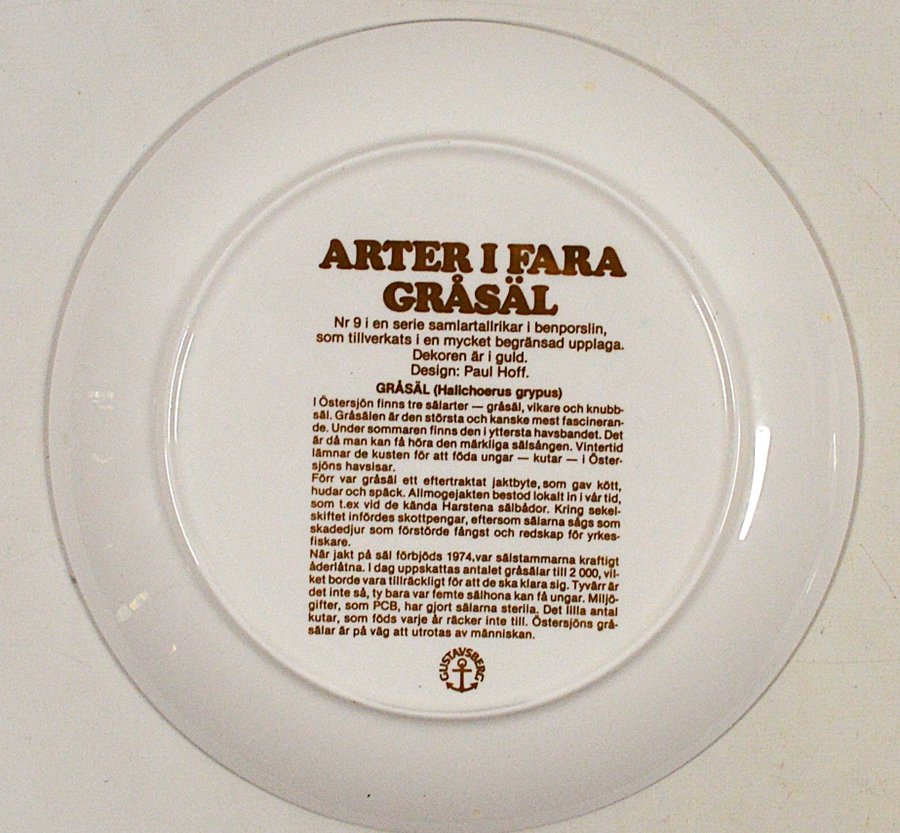 ARTER I FARA
GRÅSÄL
Nr 9 i en serie samlartallrikar i benporslin,
som tillverkats i en mycket begränsad upplaga.
Dekoren är i guld.
Design: Paul Hoff.
GRÅSÄL (Halichoerus grypus)
I Östersjön finns tre sälarter — gråsäl, vikare och knubb-
säl. Gråsälen är den största och kanske mest fascineran-
de. Under sommaren finns den i yttersta havsbandet. Det
är då man kan få höra den märkliga sälsången. Vintertid
lämnar de kusten för att föda ungar — kutar — i Öster-
sjöns havsisar.
Förr var gråsäl ett eftertraktat jaktbyte, som gav kött,
hudar och späck. Allmogejakten bestod lokalt in i vår tid,
som t.ex vid de kända Harstena sälbådor. Kring sekel-
skiftet infördes skottpengar, eftersom sälarna sågs som
skadedjur som förstörde fångst och redskap för yrkes-
fiskare.
När jakt på säl förbjöds 1974,var sälstammarna kraftigt
åderlåtna. I dag uppskattas antalet gråsälar till 2 000, vil-
ket borde vara tillräckligt för att de ska klara sig. Tyvärr är
det inte så, ty bara var femte sälhona kan få ungar. Miljö-
gifter, som PCB, har gjort sälarna sterila. Det lilla antal
kutar, som föds varje år räcker inte till. Östersjöns grå-
sälar är på väg att utrotas av människan.
GUSTAVSBERG